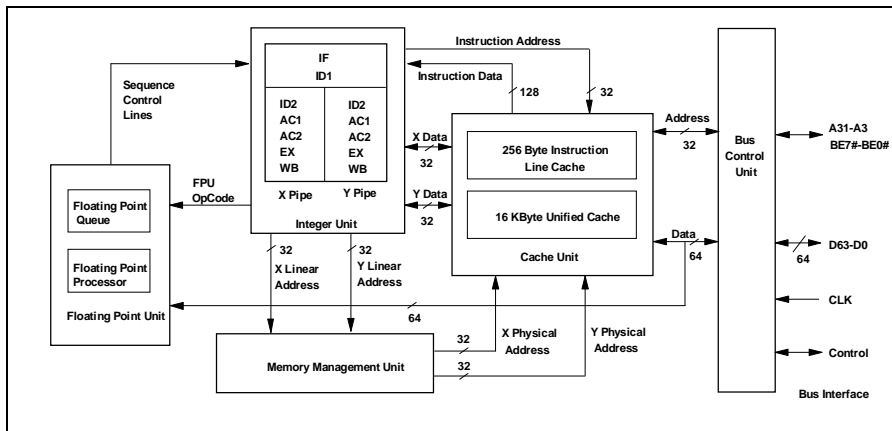 Instruction Address
Instruction Data
128
32
Sequence
Control
Lines
IF
ID1
ID2
AC1
AC2
EX
WB
ID2
AC1
AC2
EX
WB
X Pipe
Y Pipe
Integer Unit
X Data
32
Y Data
32
256 Byte Instruction
Line Cache
16 KByte Unified Cache
Cache Unit
Address
32
Data
64
Bus
Control
Unit
A31-A3
BE7#-BE0#
D63-D0
64
CLK
Control
Bus Interface
FPU
OpCode
Floating Point
Queue
Floating Point
Processor
Floating Point Unit
32
X Linear
Address
32
Y Linear
Address
64
Memory Management Unit
32
32
X Physical
Address
Y Physical
Address